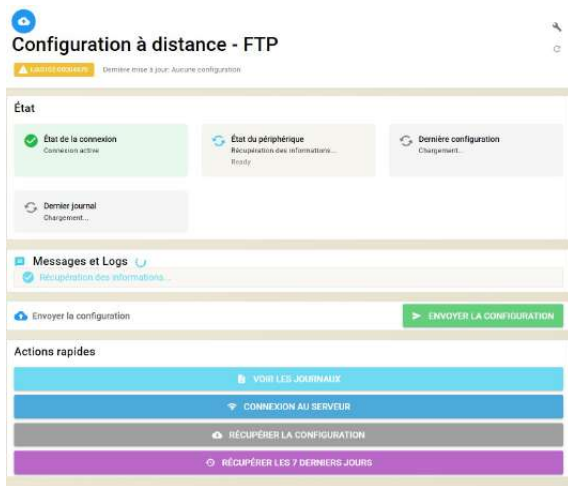 Configuration à distance - FTP
Dernière mise à jour: Aucune configuration
État
État de la connexion
Connexion active
État du périphérique
Récupération des informations...
Ready
Dernière configuration
Chargement...
Dernier journal
Chargement...
Messages et Logs
Récupération des informations...
Envoyer la configuration
ENVOYER LA CONFIGURATION
Actions rapides
VOIR LES JOURNAUX
CONNEXION AU SERVEUR
RÉCUPÉRER LA CONFIGURATION
RÉCUPÉRER LES 7 DERNIERS JOURS